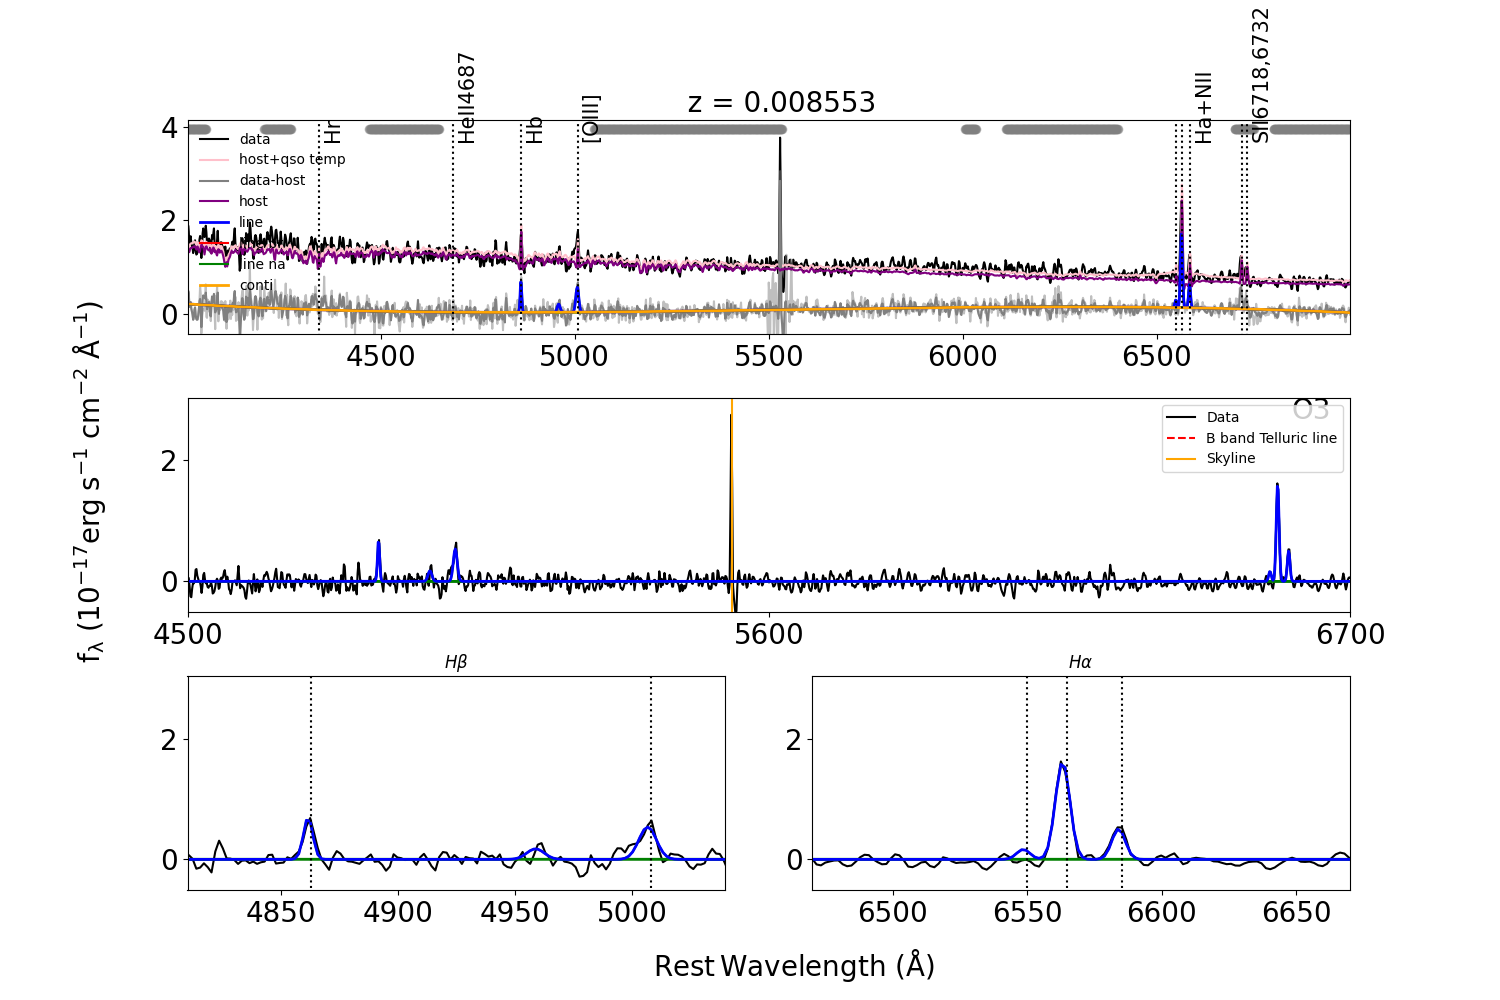 z = 0.008553
Hr
HeII4687
Hb
[OIII]
Ha+NII
SII6718,6732
data
host+qso temp
data-host
host
line
line na
conti
4
2
0
4500 5000 5500 6000 6500
fλ (10−17erg s−1 cm−2 Å−1)
O3
Data
B band Telluric line
Skyline
2
0
4500 5600 6700
Hβ
2
0
4850 4900 4950 5000
Hα
2
0
6500 6550 6600 6650
Rest Wavelength (Å)